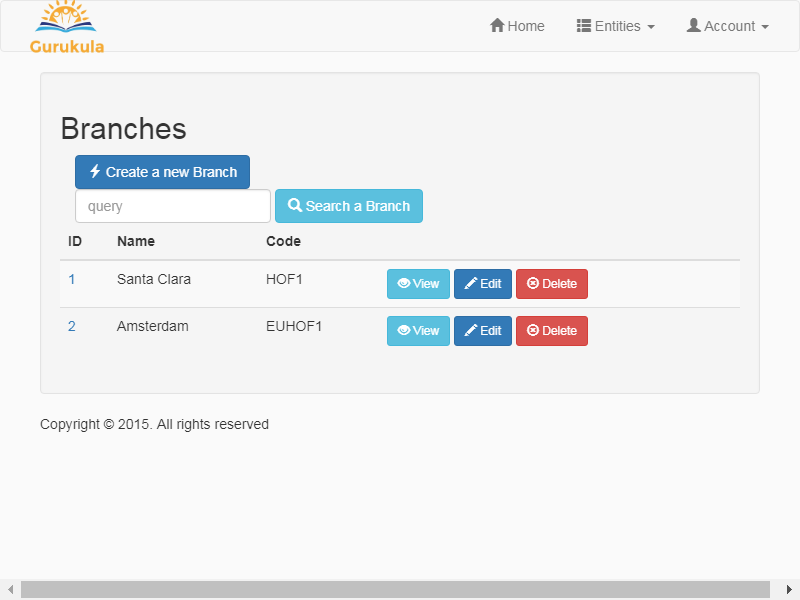 Gurukula
Home Entities Account
Branches
Create a new Branch
query Search a Branch
ID Name Code
1 Santa Clara HOF1 View Edit Delete
2 Amsterdam EUHOF1 View Edit Delete
Copyright © 2015. All rights reserved